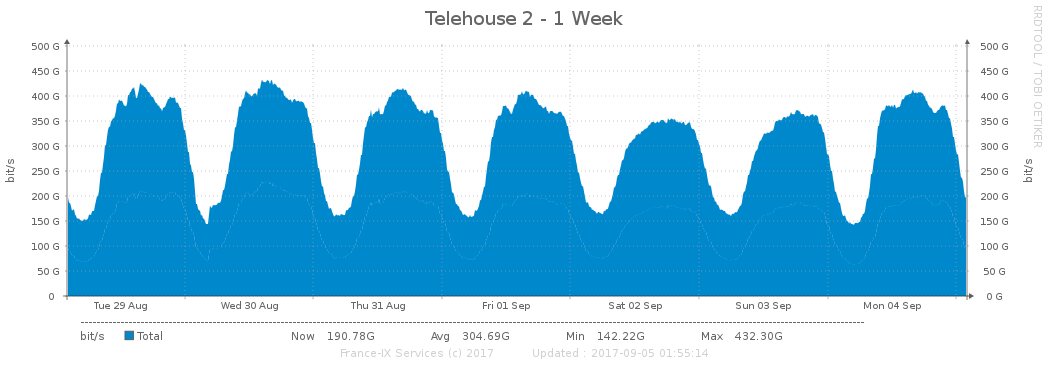 Telehouse 2 - 1 Week
RRDTOOL / TOBI OETIKER
500 G 500 G
450 G 450 G
400 G 400 G
350 G 350 G
300 G 300 G
250 G 250 G
200 G 200 G
150 G 150 G
100 G 100 G
50 G 50 G
0 0 G
bit/s bit/s
Tue 29 Aug Wed 30 Aug Thu 31 Aug Fri 01 Sep Sat 02 Sep Sun 03 Sep Mon 04 Sep
bit/s Total Now 190.78G Avg 304.69G Min 142.22G Max 432.30G
France-IX Services (c) 2017 Updated : 2017-09-05 01:55:14